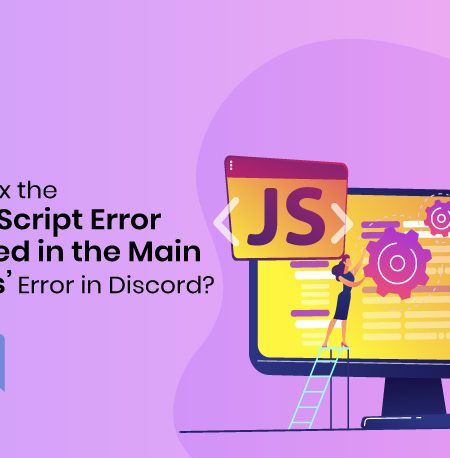 x the
Script Error
ed in the Main
s’ Error in Discord?
< JS >